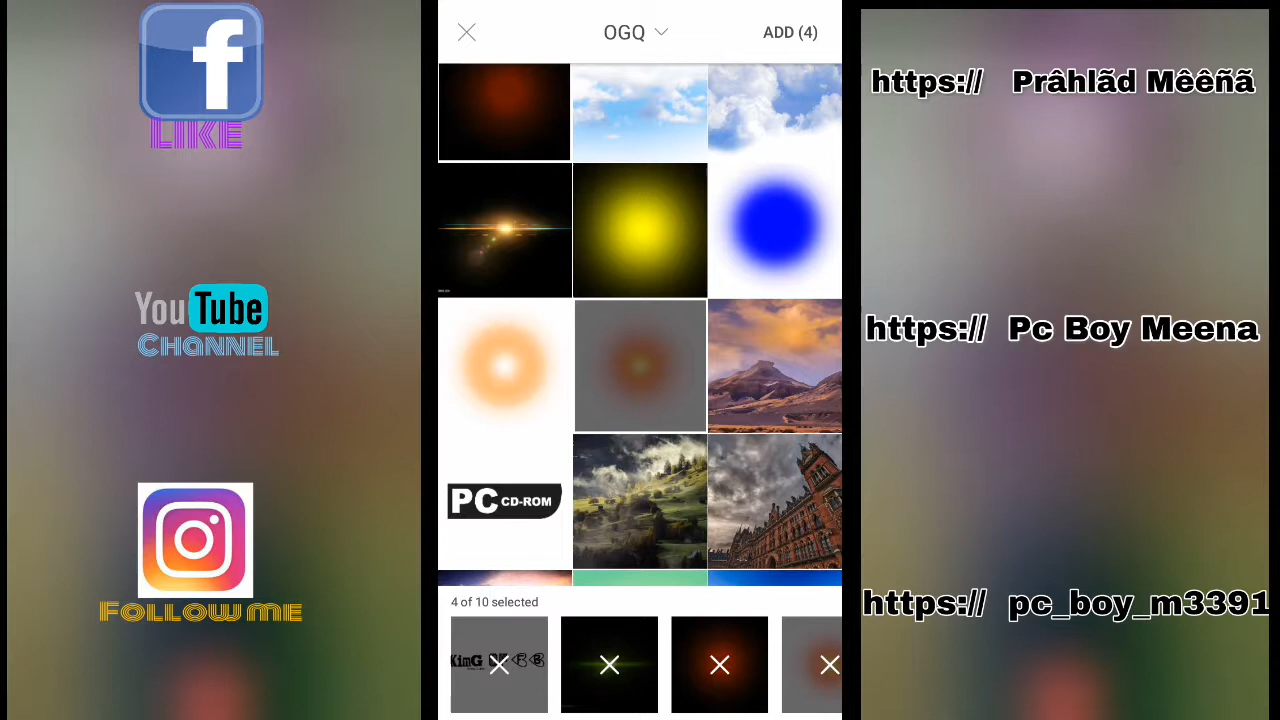 f
LIKE
YouTube
CHANNEL
FOLLOW ME
OGQ
ADD (4)
PC CD-ROM
4 of 10 selected
https:// Prâhlãd Mêêñã
https:// Pc Boy Meena
https:// pc_boy_m3391